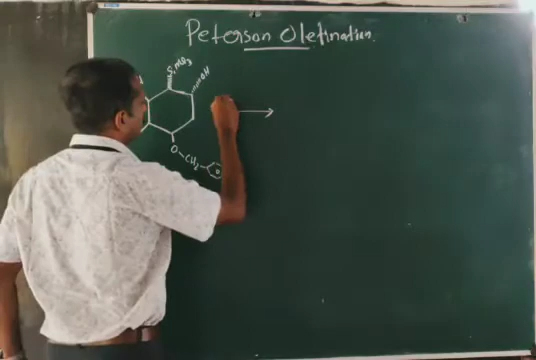 Peterson Olefination.
SiMe3
OH
O-CH2-